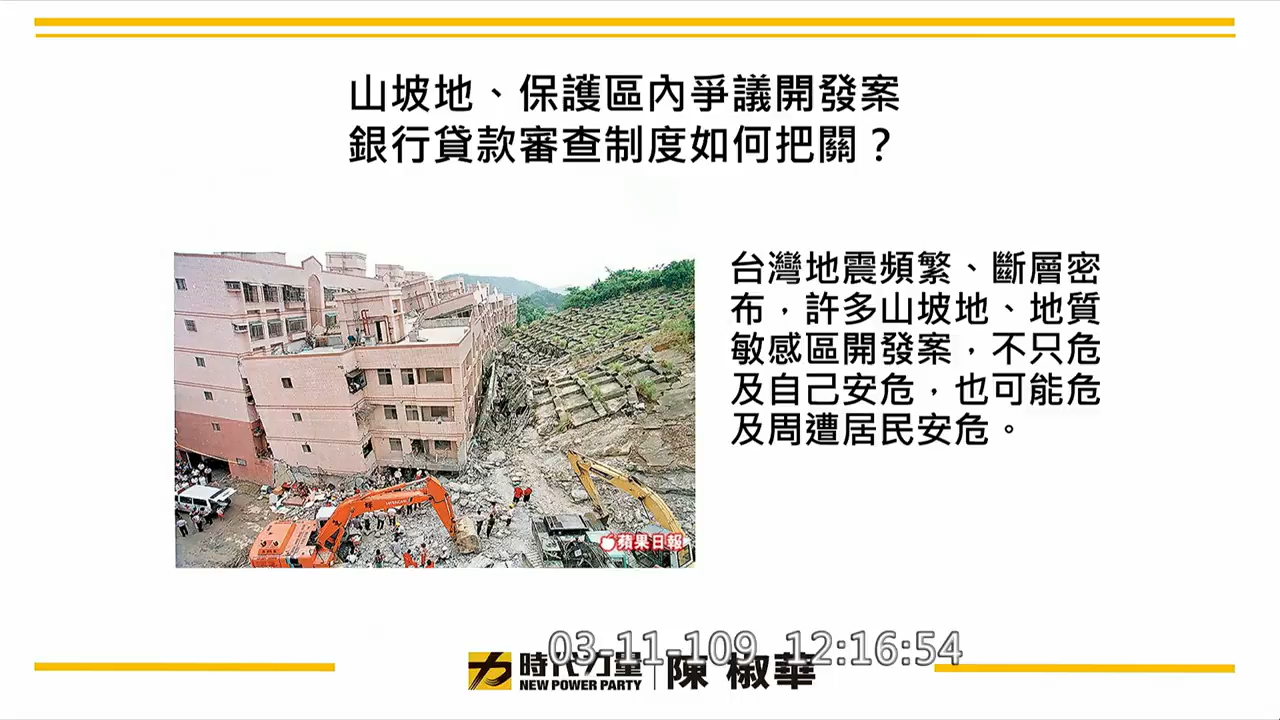 山坡地、保護區內爭議開發案
銀行貸款審查制度如何把關？
台灣地震頻繁、斷層密
布，許多山坡地、地質
敏感區開發案，不只危
及自己安危，也可能危
及周遭居民安危。
蘋果日報
03-11-109 12:16:54
時代力量
NEW POWER PARTY
陳 椒華